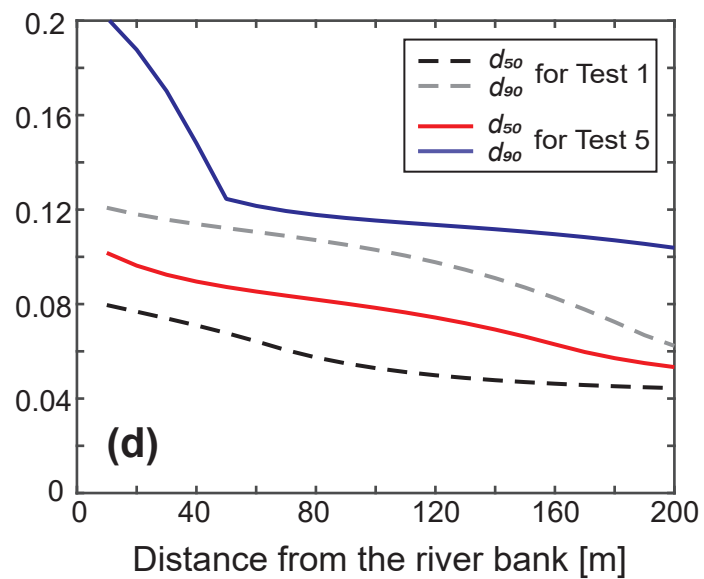 0.2
0.16
0.12
0.08
0.04
0
d50
d90
for Test 1
d50
d90
for Test 5
(d)
0 40 80 120 160 200
Distance from the river bank [m]